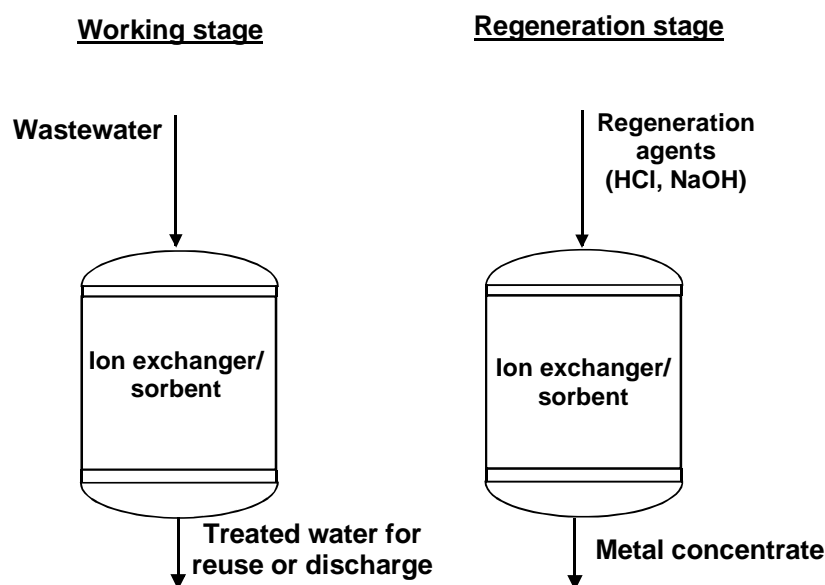 Working stage
Wastewater
Ion exchanger/
sorbent
Treated water for
reuse or discharge
Regeneration stage
Regeneration
agents
(HCl, NaOH)
Ion exchanger/
sorbent
Metal concentrate